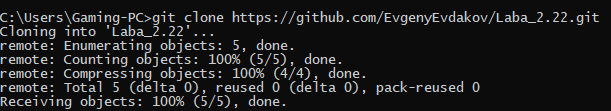 C:\Users\Gaming-PC>git clone https://github.com/EvgenyEvdakov/Laba_2.22.git
Cloning into 'Laba_2.22'...
remote: Enumerating objects: 5, done.
remote: Counting objects: 100% (5/5), done.
remote: Compressing objects: 100% (4/4), done.
remote: Total 5 (delta 0), reused 0 (delta 0), pack-reused 0
Receiving objects: 100% (5/5), done.